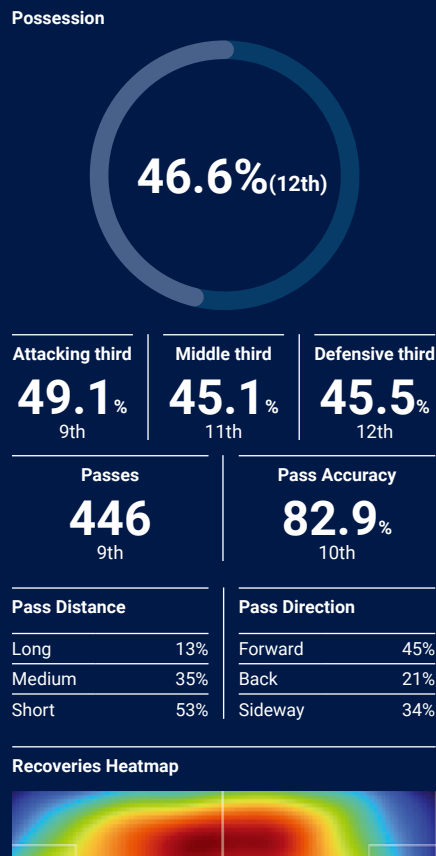 Possession
46.6%(12th)
Attacking third Middle third Defensive third
49.1% 45.1% 45.5%
9th 11th 12th
Passes Pass Accuracy
446 82.9%
9th 10th
Pass Distance Pass Direction
Long 13% Forward 45%
Medium 35% Back 21%
Short 53% Sideway 34%
Recoveries Heatmap